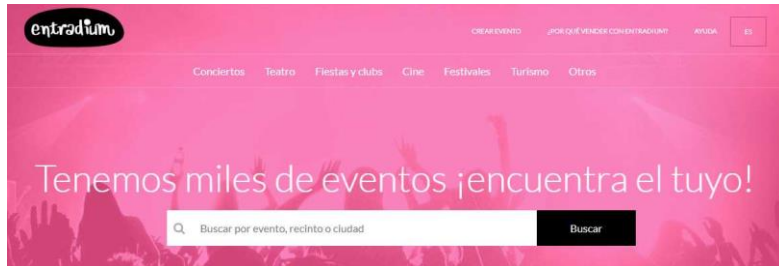 entradium
CREAR EVENTO ¿POR QUÉ VENDER CON ENTRADIUM? AYUDA ES
Conciertos Teatro Fiestas y clubs Cine Festivales Turismo Otros
Tenemos miles de eventos ¡encuentra el tuyo!
Buscar por evento, recinto o ciudad Buscar